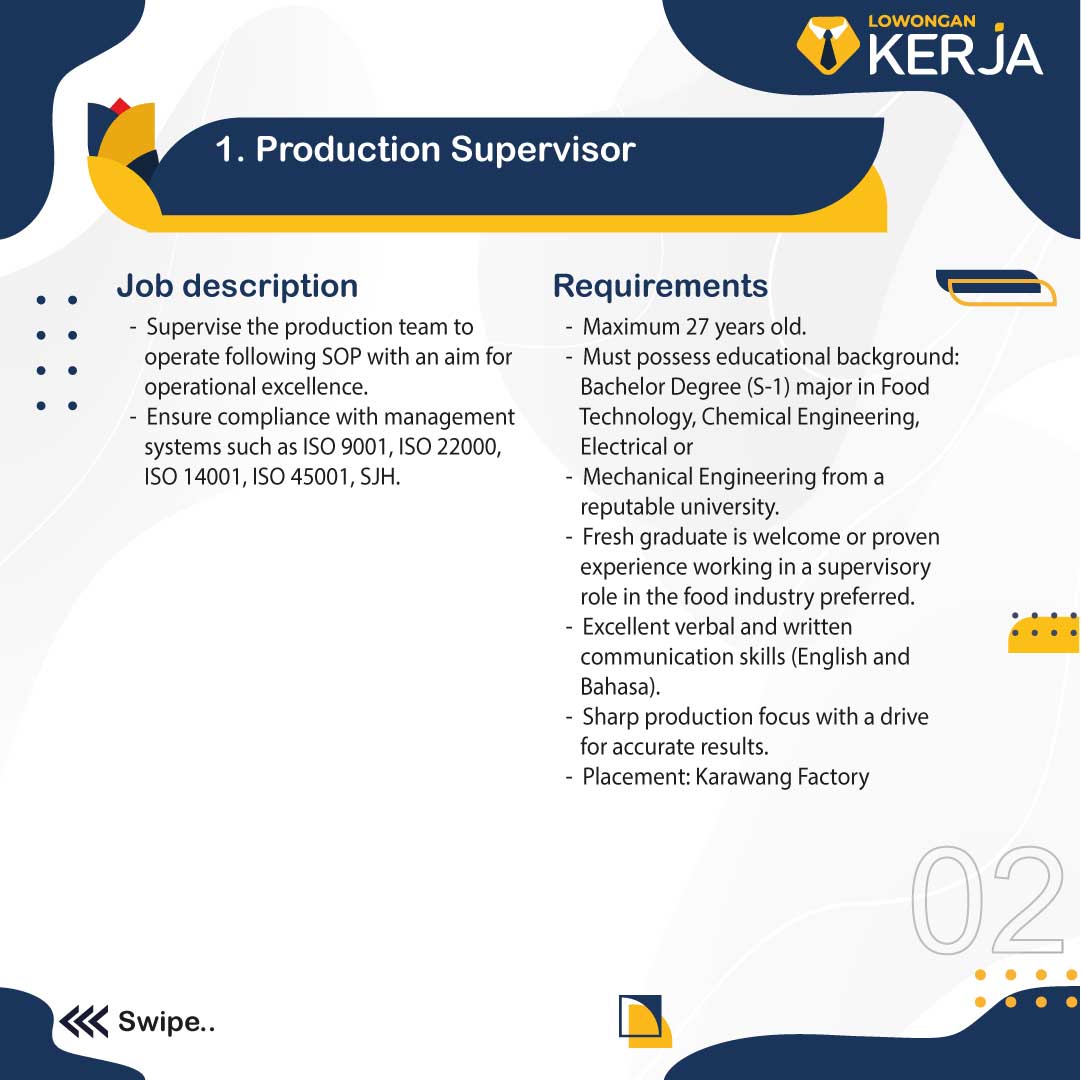 LOWONGAN
KERJA
1. Production Supervisor
Job description
- Supervise the production team to
operate following SOP with an aim for
operational excellence.
- Ensure compliance with management
systems such as ISO 9001, ISO 22000,
ISO 14001, ISO 45001, SJH.
Requirements
- Maximum 27 years old.
- Must possess educational background:
Bachelor Degree (S-1) major in Food
Technology, Chemical Engineering,
Electrical or
- Mechanical Engineering from a
reputable university.
- Fresh graduate is welcome or proven
experience working in a supervisory
role in the food industry preferred.
- Excellent verbal and written
communication skills (English and
Bahasa).
- Sharp production focus with a drive
for accurate results.
- Placement: Karawang Factory
02
Swipe..